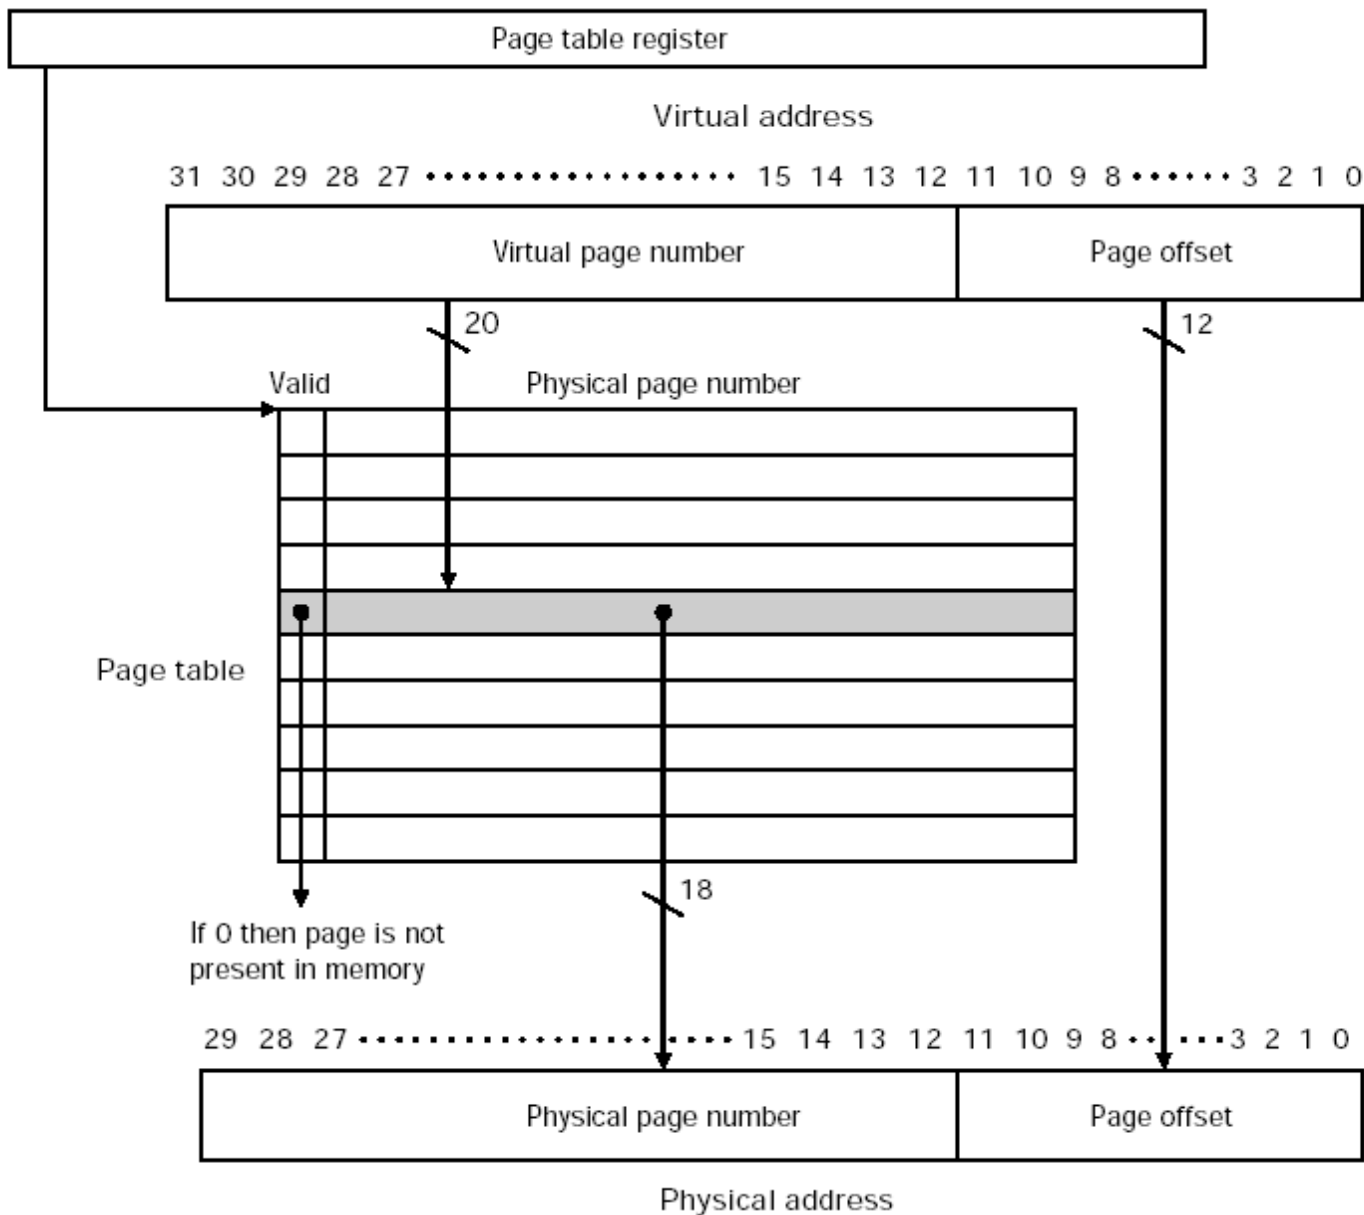 Page table register
Virtual address
31 30 29 28 27 ·················· 15 14 13 12 11 10 9 8 ······ 3 2 1 0
Virtual page number Page offset
20 12
Valid Physical page number
Page table
18
If 0 then page is not
present in memory
29 28 27 ······················ 15 14 13 12 11 10 9 8 ······ 3 2 1 0
Physical page number Page offset
Physical address